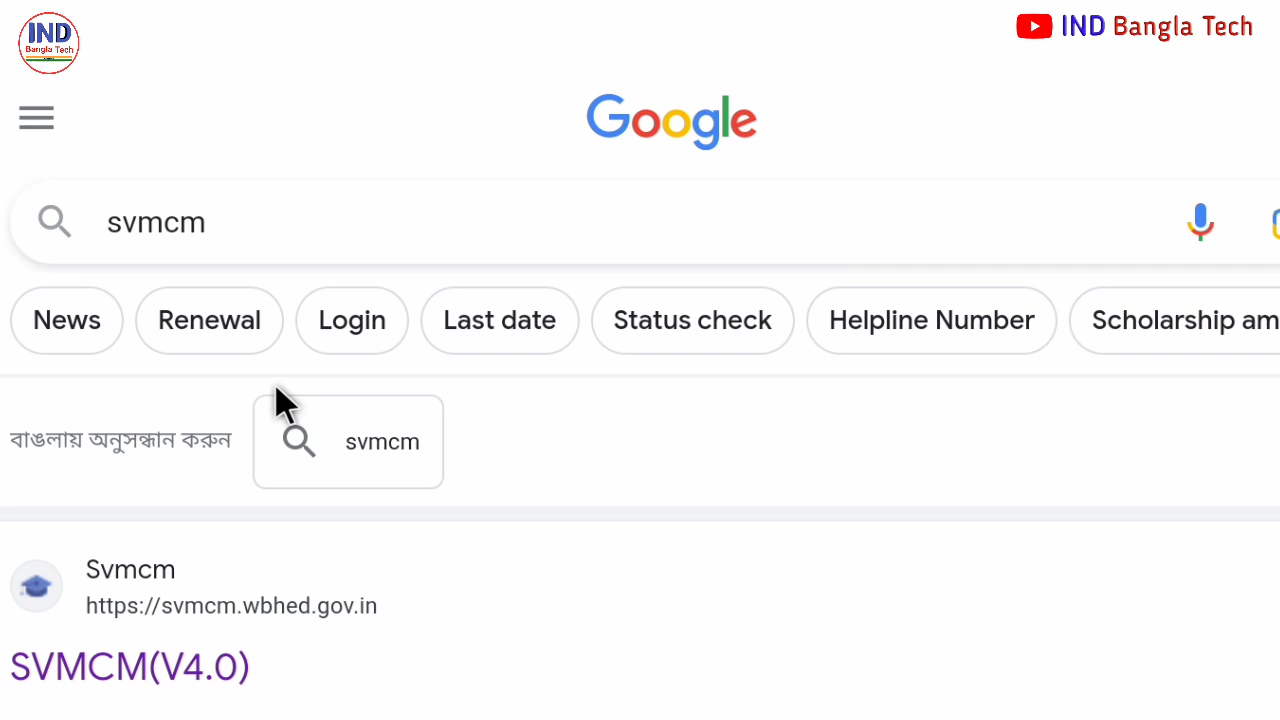 IND
Bangla Tech
IND Bangla Tech
Google
svmcm
News Renewal Login Last date Status check Helpline Number Scholarship am
বাঙলায় অনুসন্ধান করুন svmcm
Svmcm
https://svmcm.wbhed.gov.in
SVMCM(V4.0)